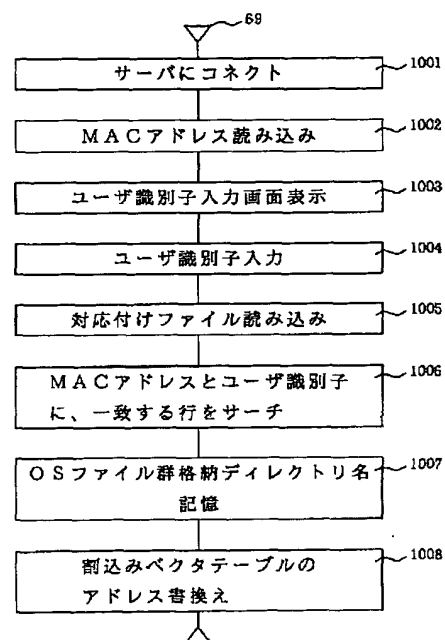 69
サーバにコネクト
1001
MACアドレス読み込み
1002
ユーザ識別子入力画面表示
1003
ユーザ識別子入力
1004
対応付けファイル読み込み
1005
MACアドレスとユーザ識別子
に、一致する行をサーチ
1006
OSファイル群格納ディレクトリ名
記憶
1007
割込みベクタテーブルの
アドレス書換え
1008